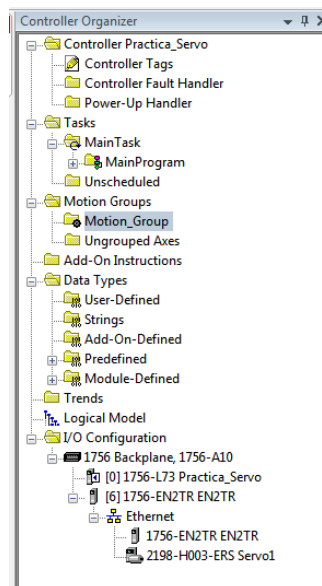 Controller Organizer
Controller Practica_Servo
Controller Tags
Controller Fault Handler
Power-Up Handler
Tasks
MainTask
MainProgram
Unscheduled
Motion Groups
Motion_Group
Ungrouped Axes
Add-On Instructions
Data Types
User-Defined
Strings
Add-On-Defined
Predefined
Module-Defined
Trends
Logical Model
I/O Configuration
1756 Backplane, 1756-A10
[0] 1756-L73 Practica_Servo
[6] 1756-EN2TR EN2TR
Ethernet
1756-EN2TR EN2TR
2198-H003-ERS Servo1